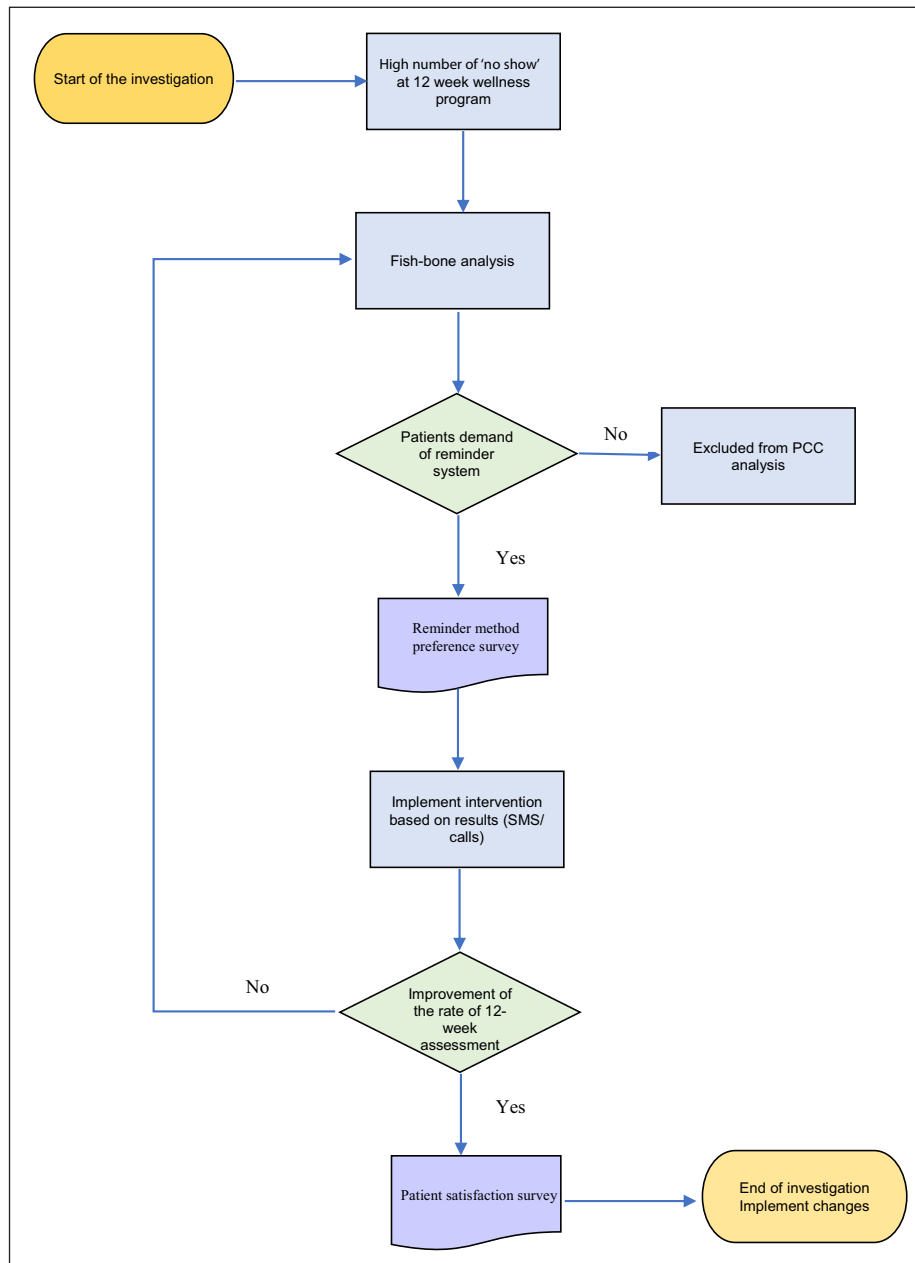 Start of the investigation
High number of ‘no show’
at 12 week wellness
program
Fish-bone analysis
Patients demand
of reminder
system
No
Excluded from PCC
analysis
Yes
Reminder method
preference survey
Implement intervention
based on results (SMS/
calls)
No
Improvement of
the rate of 12-
week
assessment
Yes
Patient satisfaction survey
End of investigation
Implement changes